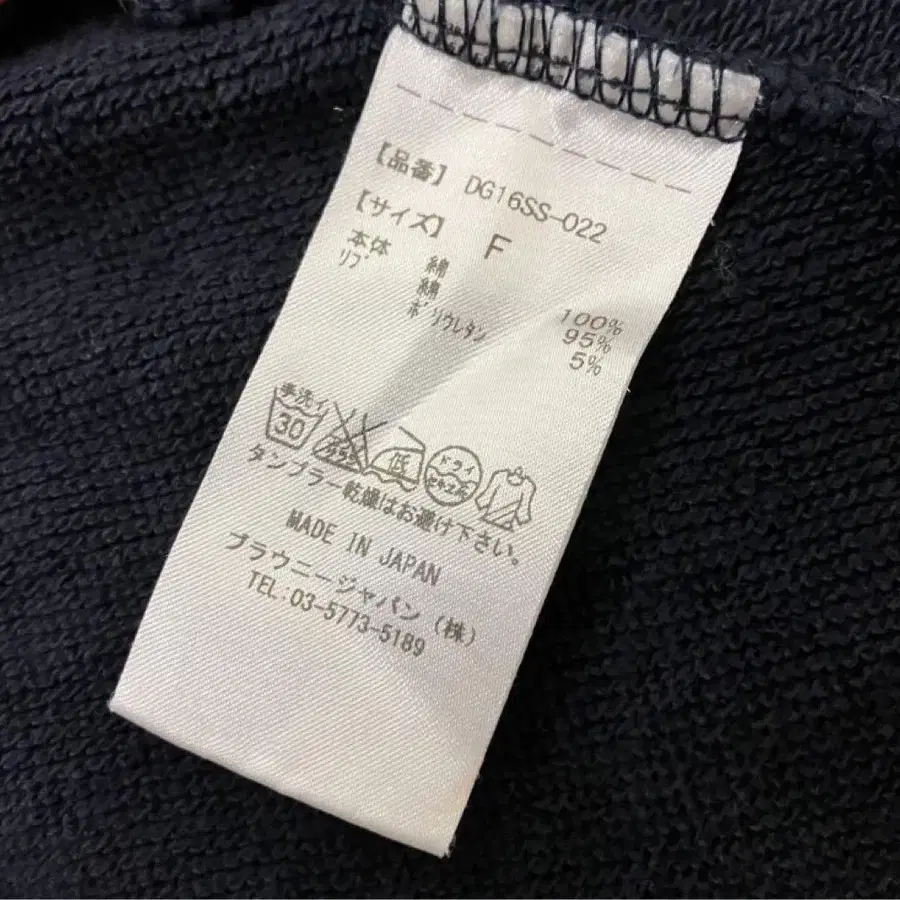 【品番】 DG16SS-022
【サイズ】 F
本体 綿 100%
リブ 綿 95%
ポリウレタン 5%
手洗イ 30 エンソ 低 ドライ セキユ系
タンブラー乾燥はお避け下さい。
MADE IN JAPAN
ブラウニージャパン(株)
TEL:03-5773-5189